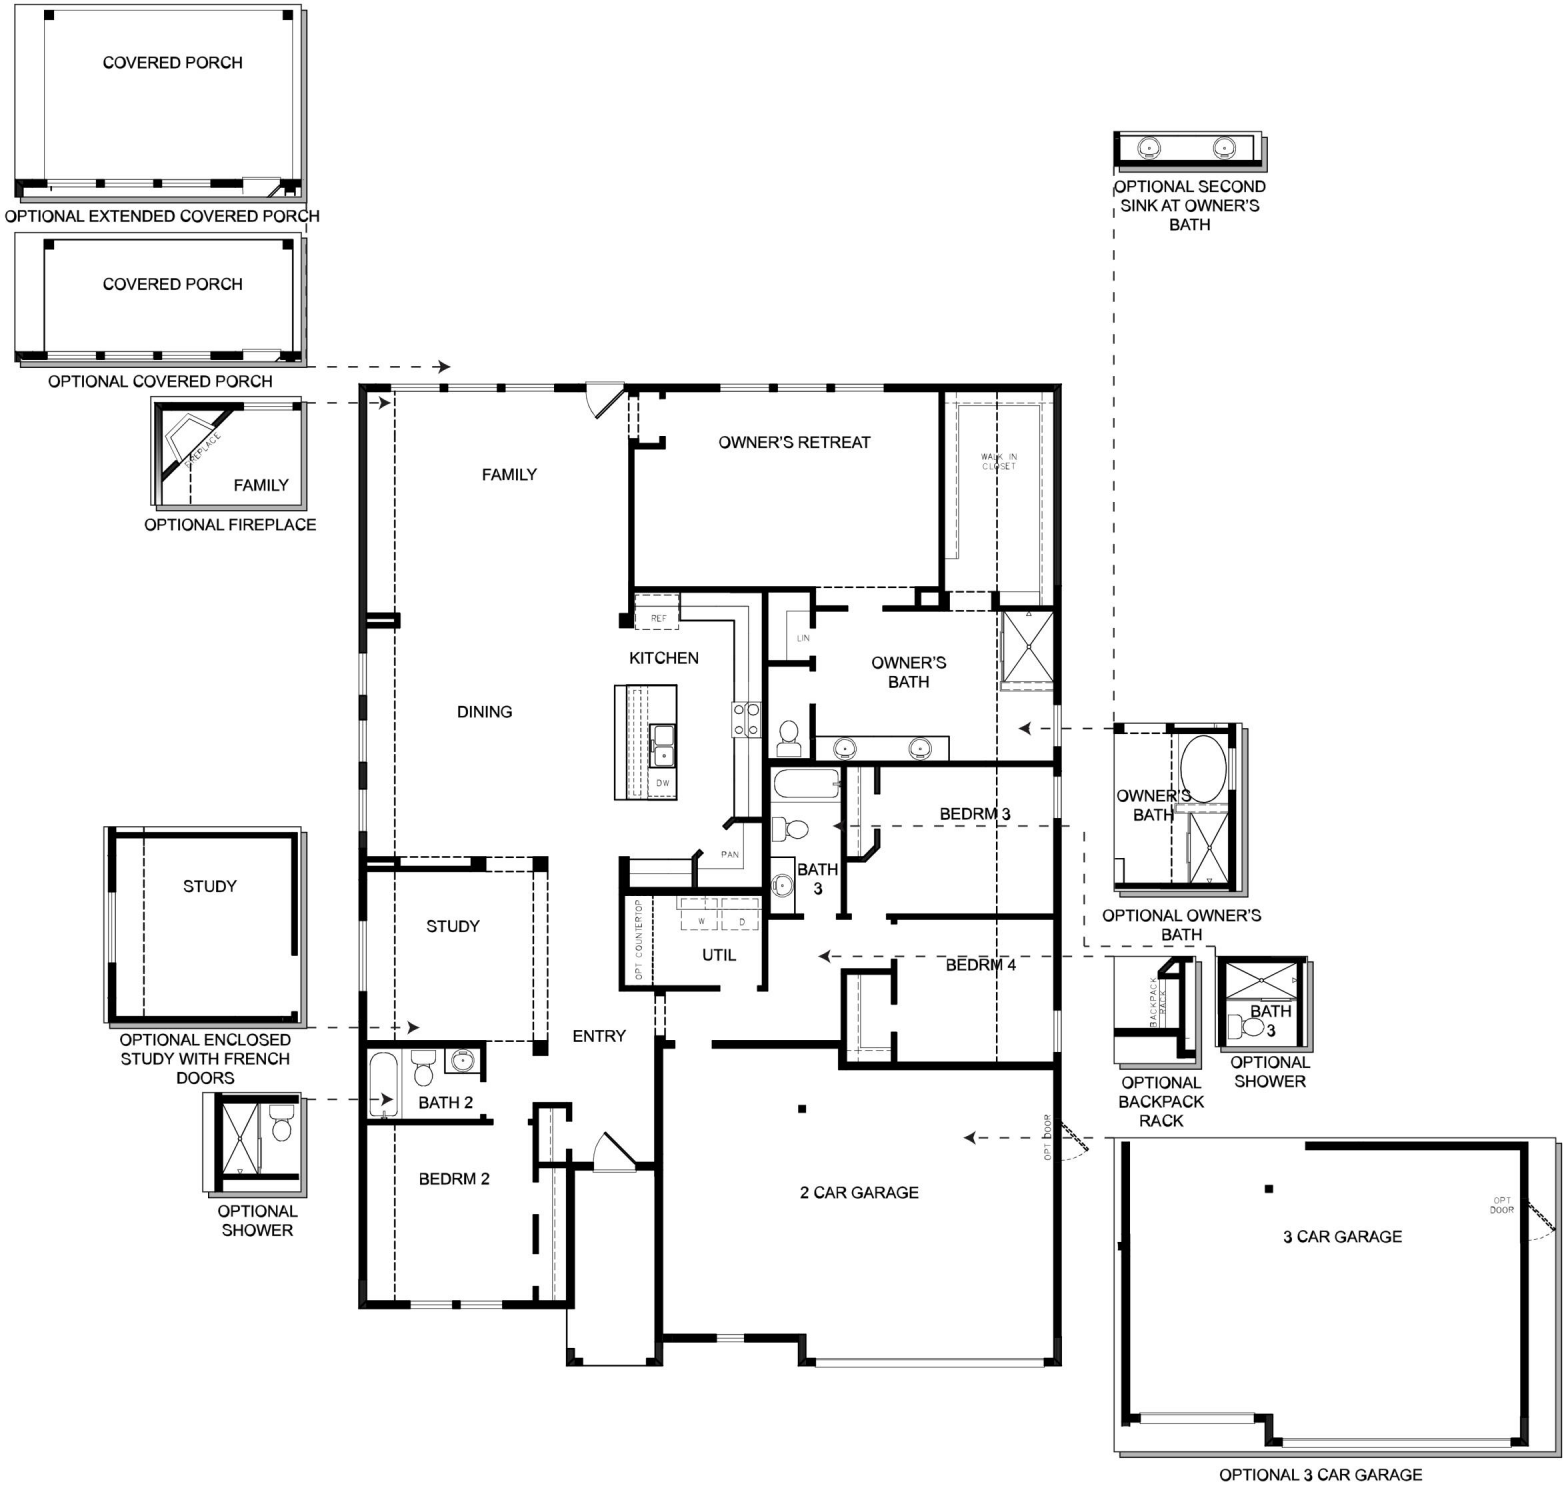 COVERED PORCH
OPTIONAL EXTENDED COVERED PORCH
COVERED PORCH
OPTIONAL COVERED PORCH
FIREPLACE
FAMILY
OPTIONAL FIREPLACE
STUDY
OPTIONAL ENCLOSED
STUDY WITH FRENCH
DOORS
OPTIONAL
SHOWER
FAMILY
OWNER'S RETREAT
WALK IN
CLOSET
REF
KITCHEN
LIN
OWNER'S
BATH
DINING
DW
BEDRM 3
PAN
BATH
3
STUDY
OPT COUNTERTOP
W
D
UTIL
BEDRM 4
ENTRY
BATH 2
BEDRM 2
2 CAR GARAGE
OPT DOOR
OPTIONAL SECOND
SINK AT OWNER'S
BATH
OWNER'S
BATH
OPTIONAL OWNER'S
BATH
BACKPACK
RACK
OPTIONAL
BACKPACK
RACK
BATH
3
OPTIONAL
SHOWER
OPT
DOOR
3 CAR GARAGE
OPTIONAL 3 CAR GARAGE